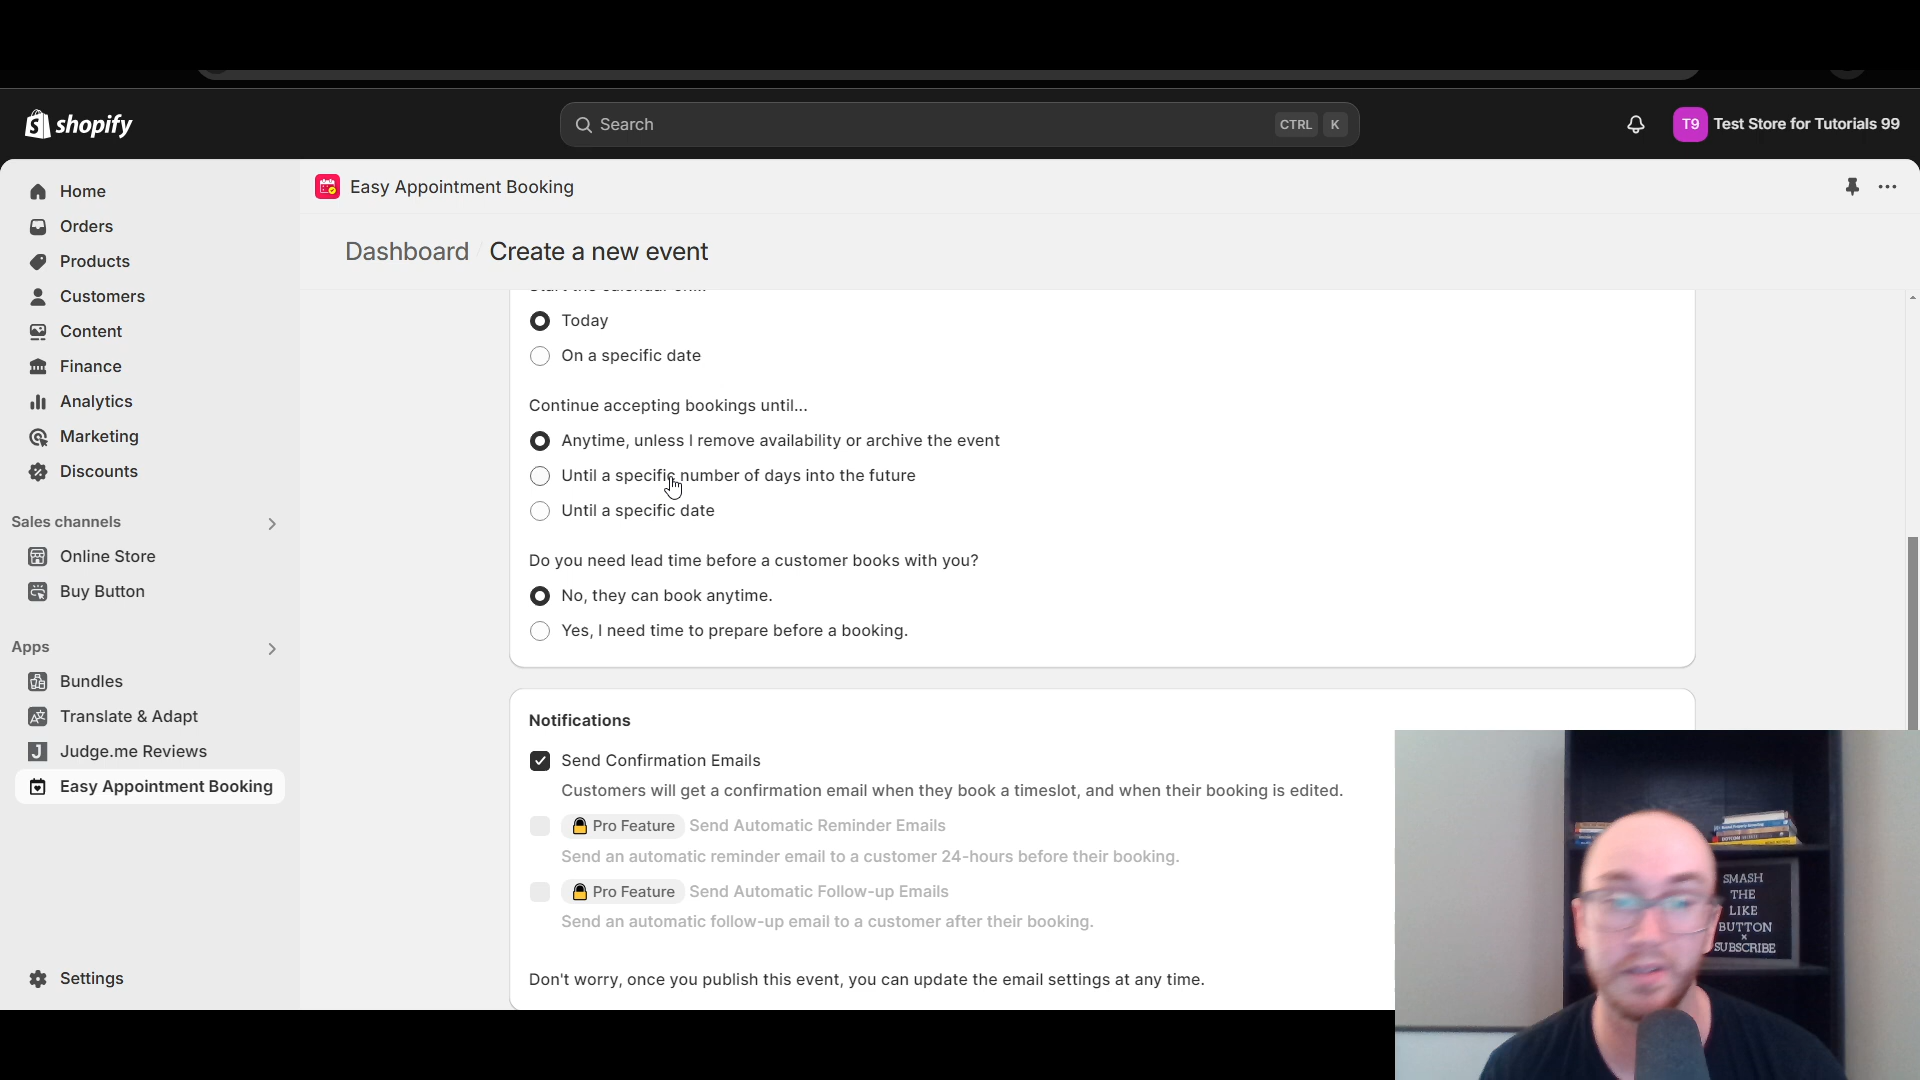 shopify
Search
CTRL K
T9
Test Store for Tutorials 99
Home
Orders
Products
Customers
Content
Finance
Analytics
Marketing
Discounts
Sales channels
Online Store
Buy Button
Apps
Bundles
Translate & Adapt
Judge.me Reviews
Easy Appointment Booking
Settings
Easy Appointment Booking
Dashboard Create a new event
Today
On a specific date
Continue accepting bookings until...
Anytime, unless I remove availability or archive the event
Until a specific number of days into the future
Until a specific date
Do you need lead time before a customer books with you?
No, they can book anytime.
Yes, I need time to prepare before a booking.
Notifications
Send Confirmation Emails
Customers will get a confirmation email when they book a timeslot, and when their booking is edited.
Pro Feature Send Automatic Reminder Emails
Send an automatic reminder email to a customer 24-hours before their booking.
Pro Feature Send Automatic Follow-up Emails
Send an automatic follow-up email to a customer after their booking.
Don't worry, once you publish this event, you can update the email settings at any time.
SMASH
THE
LIKE
BUTTON
×
SUBSCRIBE